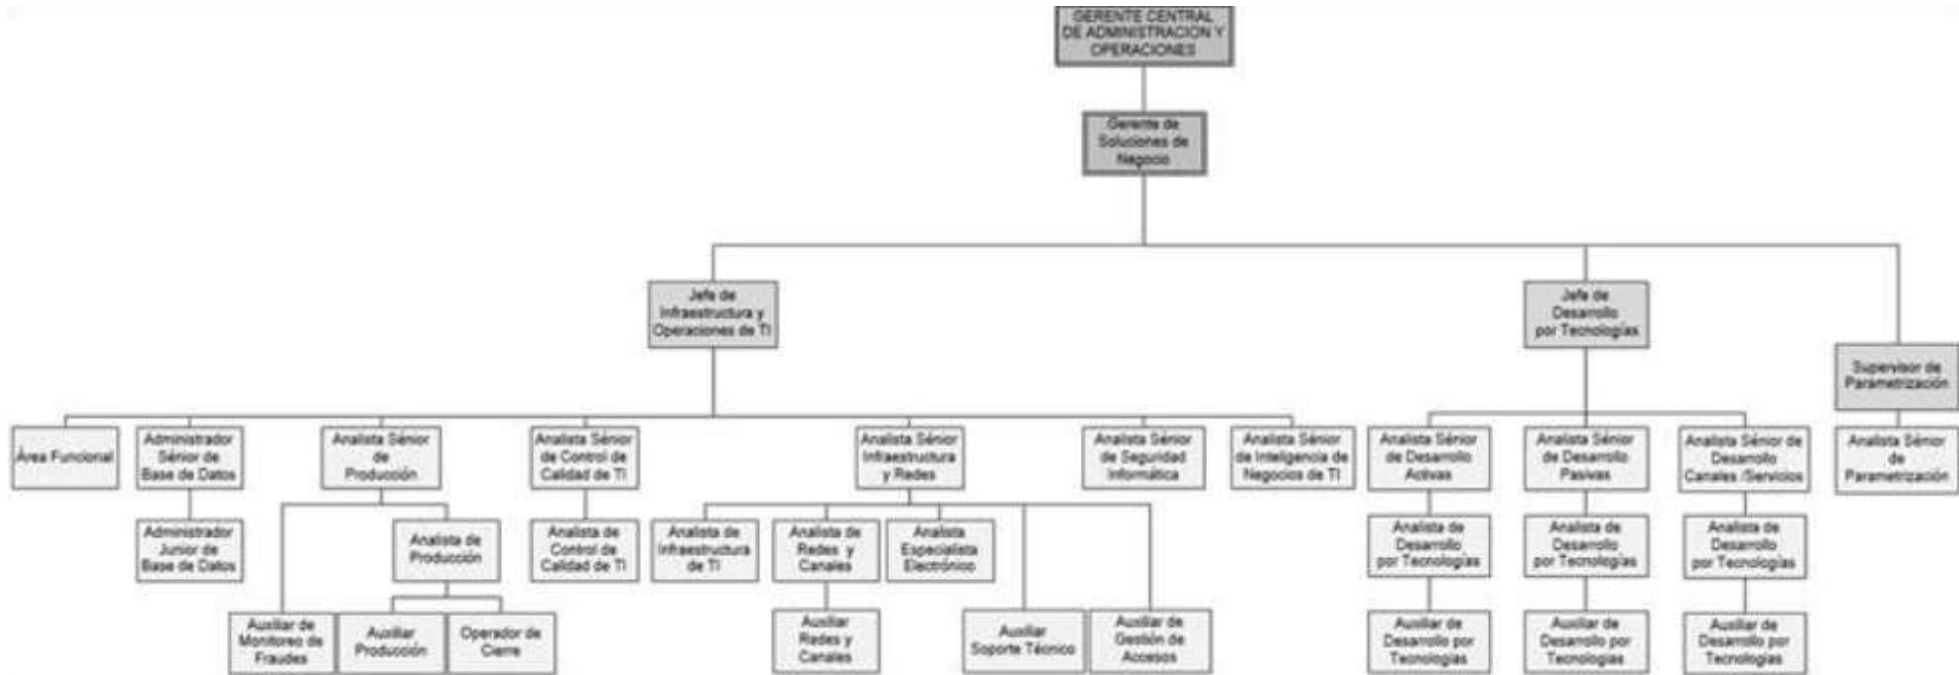 GERENTE CENTRAL
DE ADMINISTRACION Y
OPERACIONES
Gerente de
Soluciones de
Negocio
Jefe de
Infraestructura y
Operaciones de TI
Jefe de
Desarrollo
por Tecnologías
Supervisor de
Parametrización
Área Funcional
Administrador
Sénior de
Base de Datos
Analista Sénior
de
Producción
Analista Sénior
de Control de
Calidad de TI
Analista Sénior
Infraestructura
y Redes
Analista Sénior
de Seguridad
Informática
Analista Sénior
de Inteligencia de
Negocios de TI
Analista Sénior
de Desarrollo
Activas
Analista Sénior
de Desarrollo
Pasivas
Analista Sénior de
Desarrollo
Canales /Servicios
Analista Sénior
de
Parametrización
Administrador
Junior de
Base de Datos
Analista de
Producción
Analista de
Control de
Calidad de TI
Analista de
Infraestructura
de TI
Analista de
Redes y
Canales
Analista
Especialista
Electrónico
Analista de
Desarrollo
por Tecnologías
Analista de
Desarrollo
por Tecnologías
Analista de
Desarrollo
por Tecnologías
Auxiliar de
Monitoreo de
Fraudes
Auxiliar
Producción
Operador de
Cierre
Auxiliar
Redes y
Canales
Auxiliar
Soporte Técnico
Auxiliar de
Gestión de
Accesos
Auxiliar de
Desarrollo por
Tecnologías
Auxiliar de
Desarrollo por
Tecnologías
Auxiliar de
Desarrollo por
Tecnologías